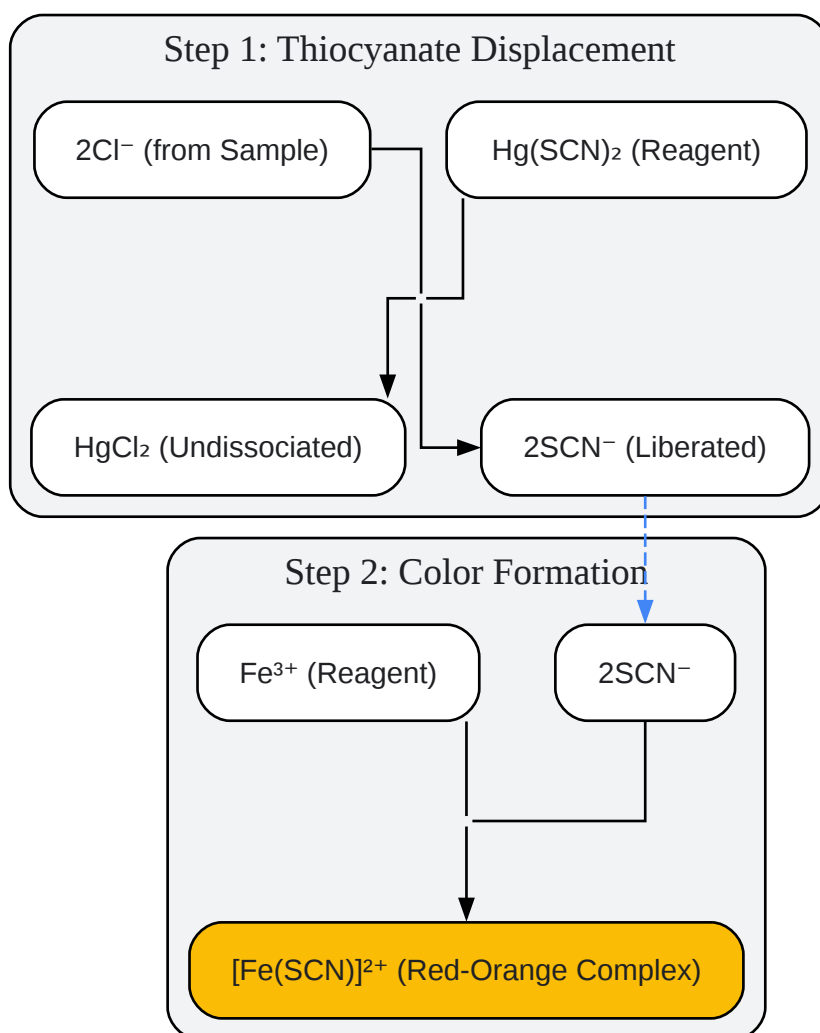 Step 1: Thiocyanate Displacement
2Cl⁻ (from Sample)
Hg(SCN)₂ (Reagent)
HgCl₂ (Undissociated)
2SCN⁻ (Liberated)
Step 2: Color Formation
Fe³⁺ (Reagent)
2SCN⁻
[Fe(SCN)]²⁺ (Red-Orange Complex)